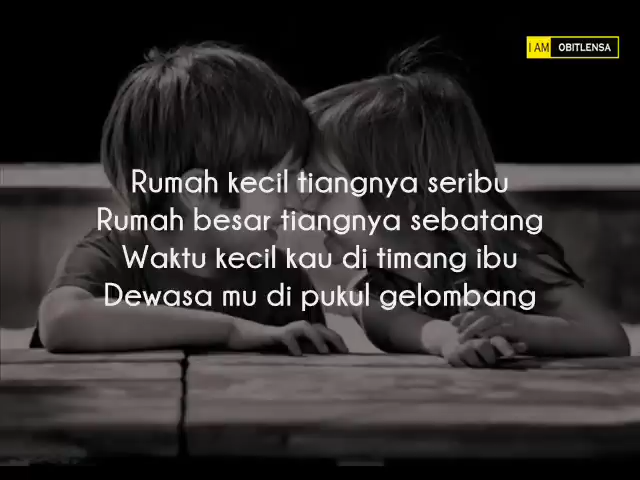 I AM OBITLENSA
Rumah kecil tiangnya seribu
Rumah besar tiangnya sebatang
Waktu kecil kau di timang ibu
Dewasa mu di pukul gelombang